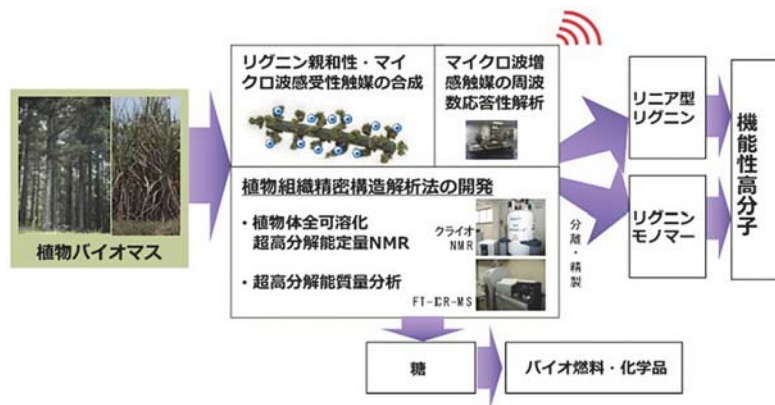 リグニン親和性・マイ
クロ波感受性触媒の合成
マイクロ波増
感触媒の周波
数応答性解析
植物バイオマス
植物組織精密構造解析法の開発
・植物体全可溶化
超高分解能定量NMR
クライオ
NMR
・超高分解能質量分析
FT-ICR-MS
分離・精製
リニア型
リグニン
リグニン
モノマー
機能性高分子
糖
バイオ燃料・化学品